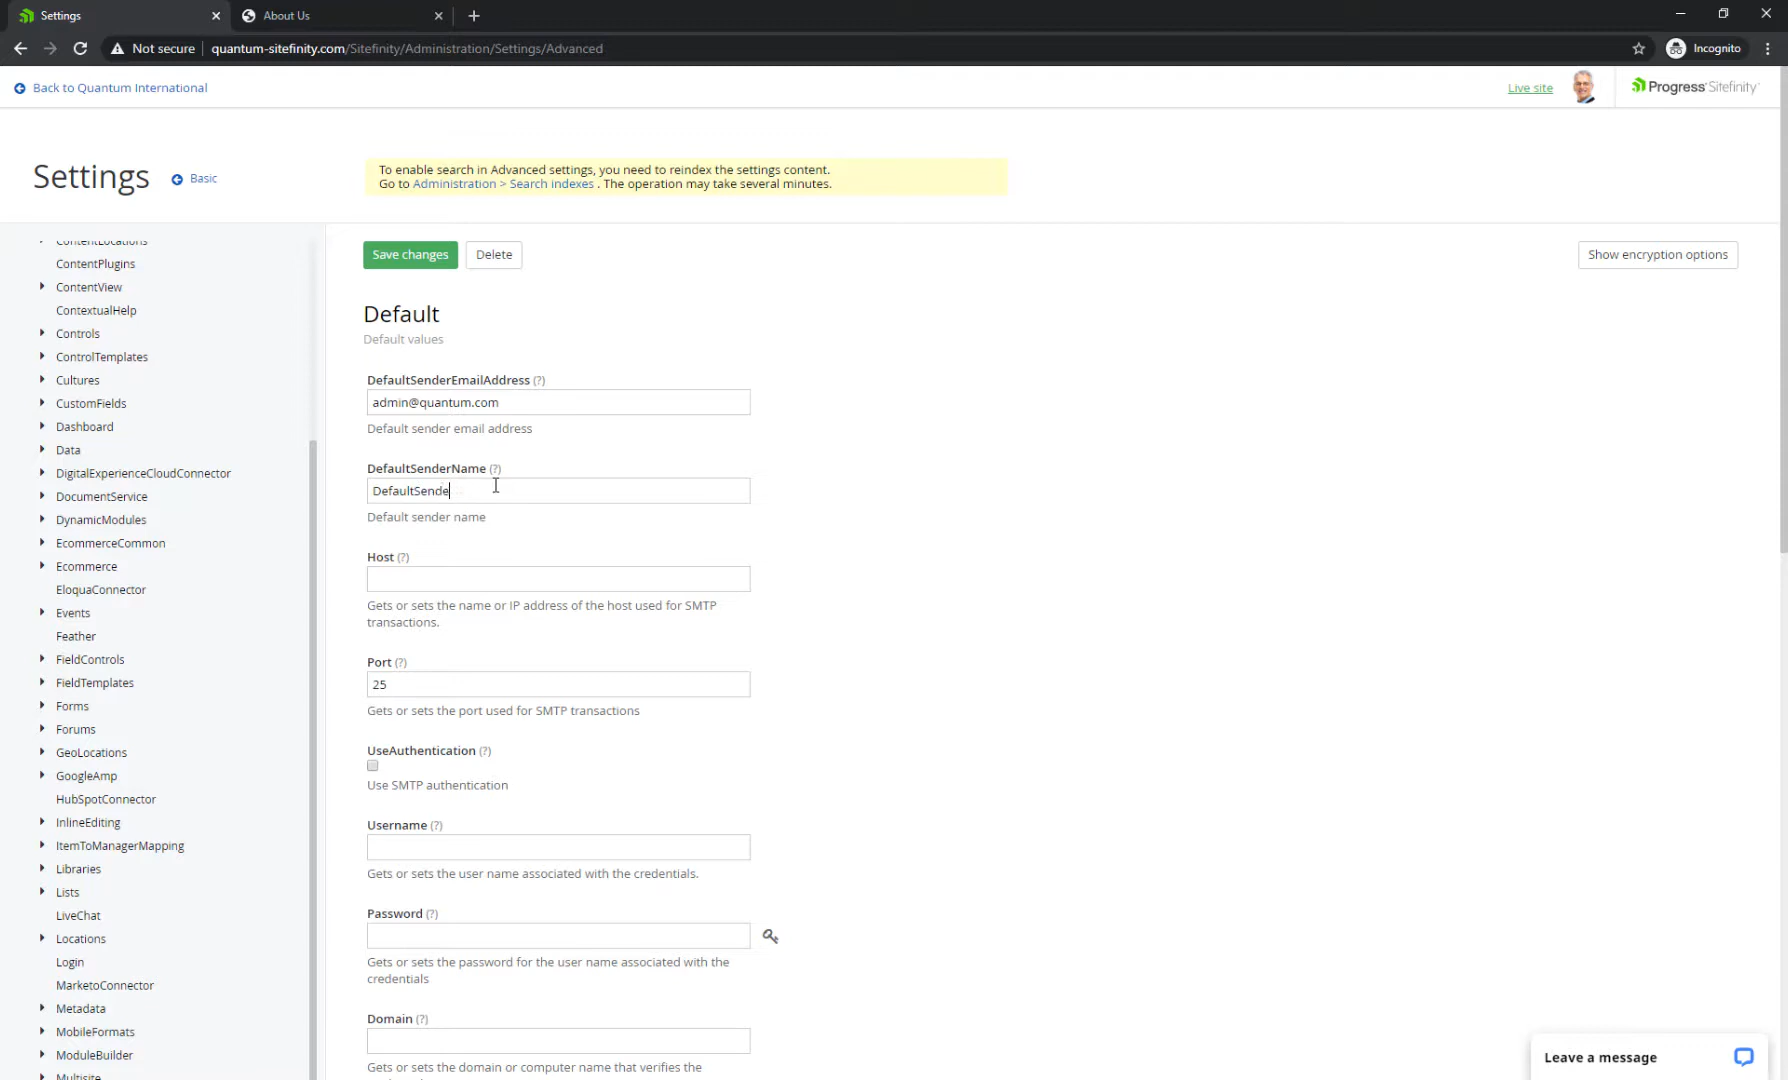 Settings
About Us
Not secure
quantum-sitefinity.com/Sitefinity/Administration/Settings/Advanced
Incognito
Back to Quantum International
Live site
Progress Sitefinity
Settings
Basic
To enable search in Advanced settings, you need to reindex the settings content.
Go to Administration > Search indexes . The operation may take several minutes.
ContentLocations
ContentPlugins
ContentView
ContextualHelp
Controls
ControlTemplates
Cultures
CustomFields
Dashboard
Data
DigitalExperienceCloudConnector
DocumentService
DynamicModules
EcommerceCommon
Ecommerce
EloquaConnector
Events
Feather
FieldControls
FieldTemplates
Forms
Forums
GeoLocations
GoogleAmp
HubSpotConnector
InlineEditing
ItemToManagerMapping
Libraries
Lists
LiveChat
Locations
Login
MarketoConnector
Metadata
MobileFormats
ModuleBuilder
Multisite
Save changes
Delete
Show encryption options
Default
Default values
DefaultSenderEmailAddress (?)
admin@quantum.com
Default sender email address
DefaultSenderName (?)
DefaultSende
Default sender name
Host (?)
Gets or sets the name or IP address of the host used for SMTP
transactions.
Port (?)
25
Gets or sets the port used for SMTP transactions
UseAuthentication (?)
Use SMTP authentication
Username (?)
Gets or sets the user name associated with the credentials.
Password (?)
Gets or sets the password for the user name associated with the
credentials
Domain (?)
Gets or sets the domain or computer name that verifies the
Leave a message